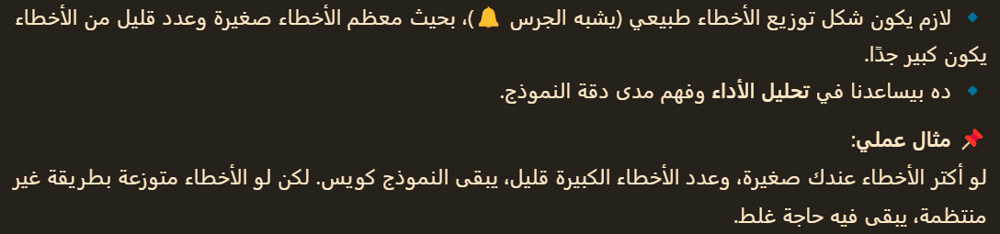 🔹 لازم يكون شكل توزيع الأخطاء طبيعي (يشبه الجرس 🔔)، بحيث معظم الأخطاء صغيرة وعدد قليل من الأخطاء
يكون كبير جدًا.
🔹 ده بيساعدنا في تحليل الأداء وفهم مدى دقة النموذج.
📌 مثال عملي:
لو أكتر الأخطاء عندك صغيرة، وعدد الأخطاء الكبيرة قليل، يبقى النموذج كويس. لكن لو الأخطاء متوزعة بطريقة غير
منتظمة، يبقى فيه حاجة غلط.